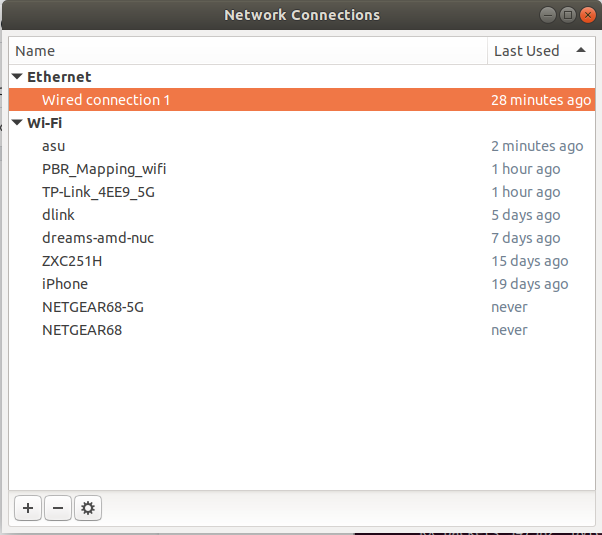 Network Connections
Name Last Used
Ethernet
Wired connection 1 28 minutes ago
Wi-Fi
asu 2 minutes ago
PBR_Mapping_wifi 1 hour ago
TP-Link_4EE9_5G 1 hour ago
dlink 5 days ago
dreams-amd-nuc 7 days ago
ZXC251H 15 days ago
iPhone 19 days ago
NETGEAR68-5G never
NETGEAR68 never